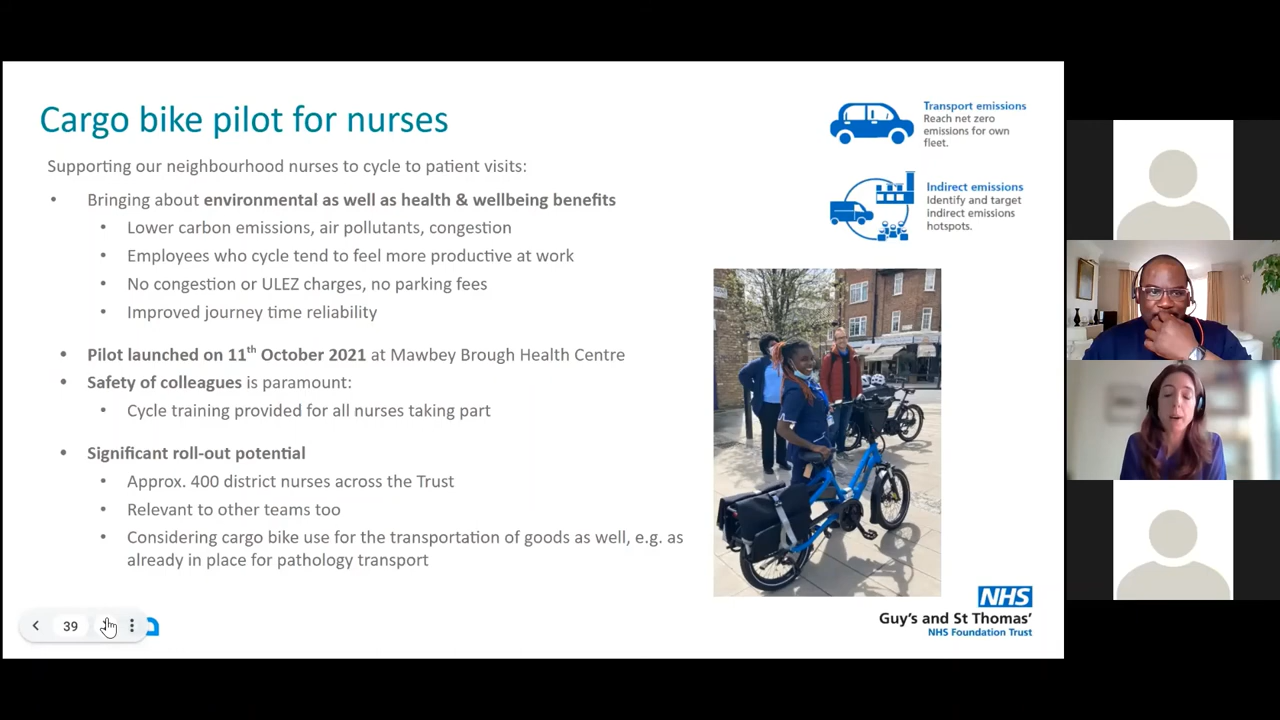 Cargo bike pilot for nurses
Supporting our neighbourhood nurses to cycle to patient visits:
• Bringing about environmental as well as health & wellbeing benefits
• Lower carbon emissions, air pollutants, congestion
• Employees who cycle tend to feel more productive at work
• No congestion or ULEZ charges, no parking fees
• Improved journey time reliability
• Pilot launched on 11th October 2021 at Mawbey Brough Health Centre
• Safety of colleagues is paramount:
• Cycle training provided for all nurses taking part
• Significant roll-out potential
• Approx. 400 district nurses across the Trust
• Relevant to other teams too
• Considering cargo bike use for the transportation of goods as well, e.g. as
already in place for pathology transport
Transport emissions
Reach net zero
emissions for own
fleet.
Indirect emissions
Identify and target
indirect emissions
hotspots.
NHS
Guy's and St Thomas'
NHS Foundation Trust
39